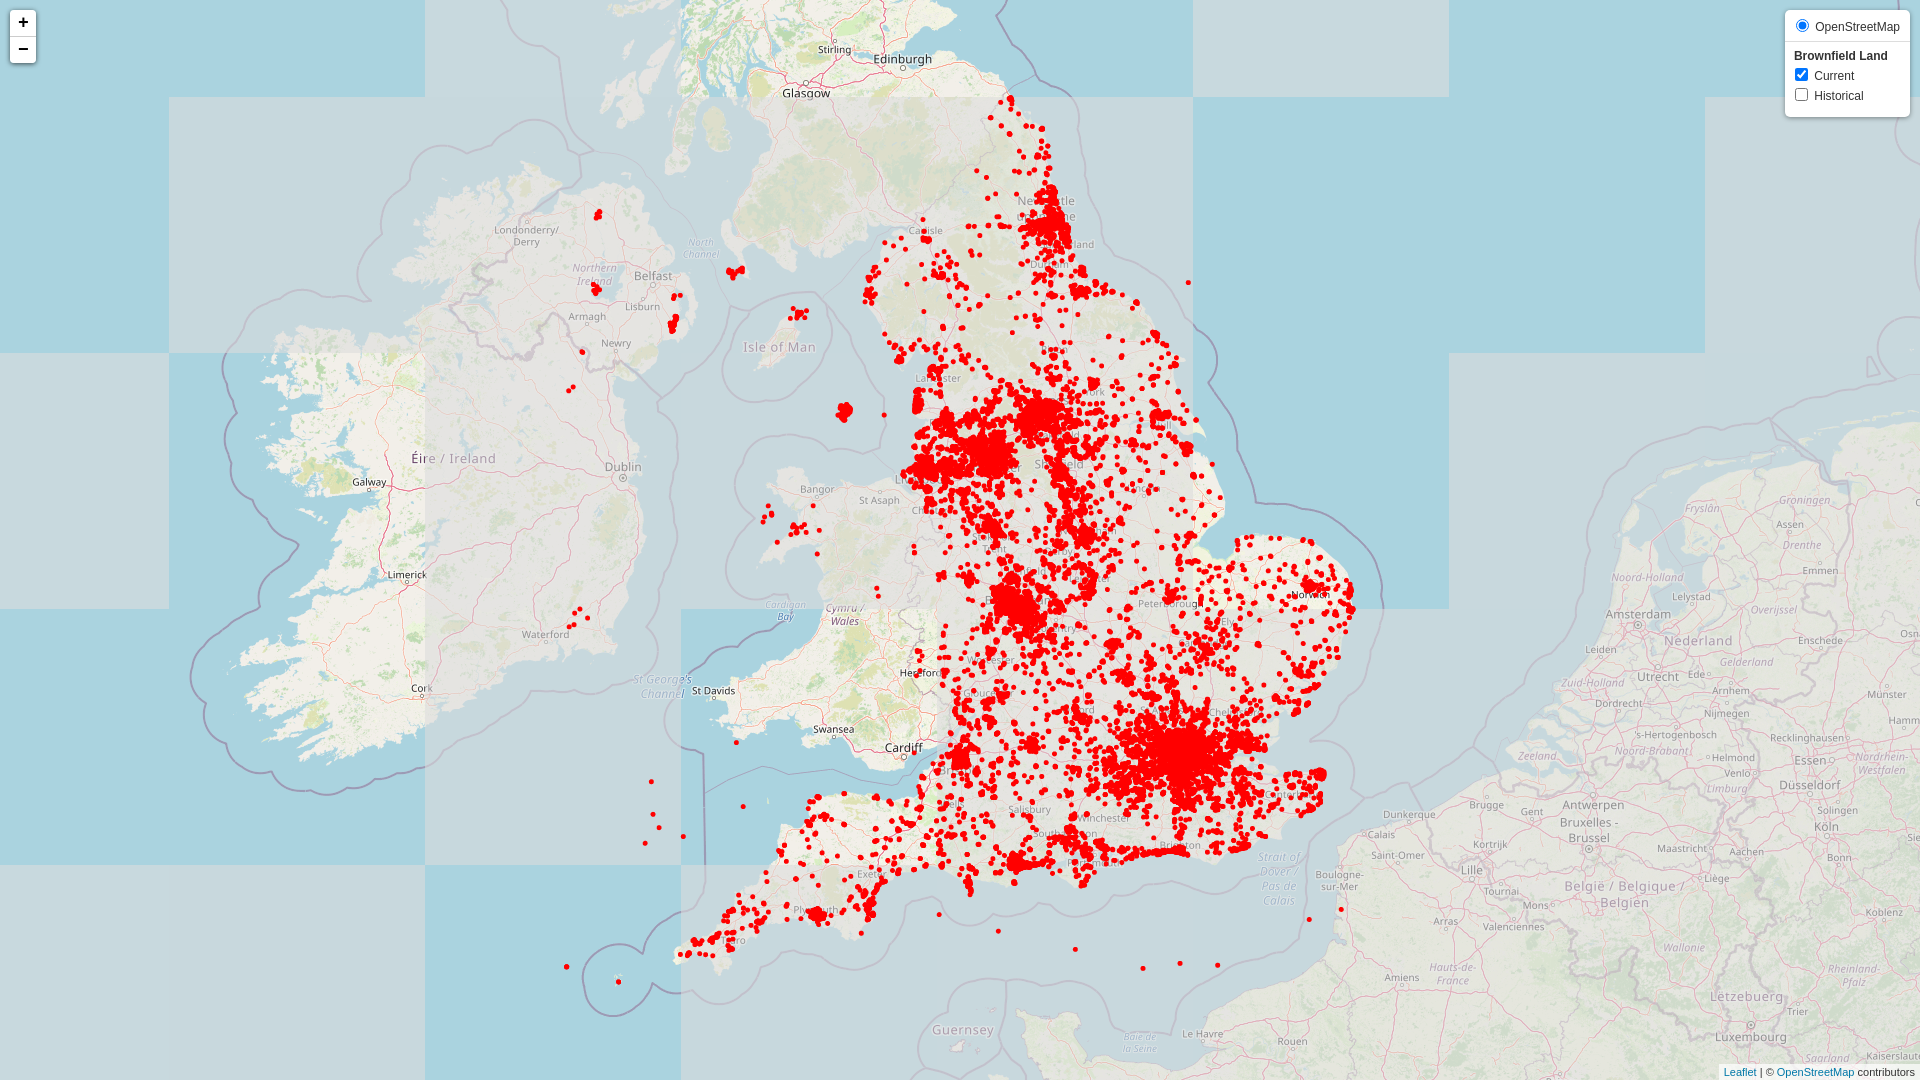 +
−
OpenStreetMap
Brownfield Land
Current
Historical
Stirling
Edinburgh
Glasgow
Londonderry/
Derry
North
Channel
Northern
Ireland
Belfast
Lisburn
Armagh
Newry
Isle of Man
Carlisle
Durham
Éire / Ireland
Dublin
Galway
Limerick
Waterford
Cork
St George's
Channel
Bangor
St Asaph
Cardigan
Bay
Cymru /
Wales
St Davids
Swansea
Cardiff
Hereford
Peterborough
Norwich
Ely
Salisbury
Winchester
Brighton
Exeter
Plymouth
Truro
Guernsey
Strait of
Dover /
Pas de
Calais
Calais
Boulogne-
sur-Mer
Dunkerque
Saint-Omer
Lille
Tournai
Mons
Arras
Valenciennes
Amiens
Hauts-de-
France
Le Havre
Rouen
Baie de
la Seine
Brugge
Gent
Kortrijk
Antwerpen
Bruxelles -
Brussel
België / Belgique /
Belgien
Maastricht
Aachen
Liège
Namur
Wallonie
Bonn
Köln
Koblenz
Düsseldorf
Solingen
Essen
Recklinghausen
Nordrhein-
Westfalen
Rheinland-
Pfalz
Lëtzebuerg
Luxembourg
Trier
Saarland
Kaiserslaute
Charleville-
Zeeland
Noord-Brabant
's-Hertogenbosch
Helmond
Venlo
Limburg
Nijmegen
Arnhem
Ede
Utrecht
Dordrecht
Zuid-Holland
Leiden
Amsterdam
Noord-Holland
Lelystad
Nederland
Gelderland
Overijssel
Enschede
Münster
Emmen
Drenthe
Assen
Groningen
Fryslân
Leaflet | © OpenStreetMap contributors